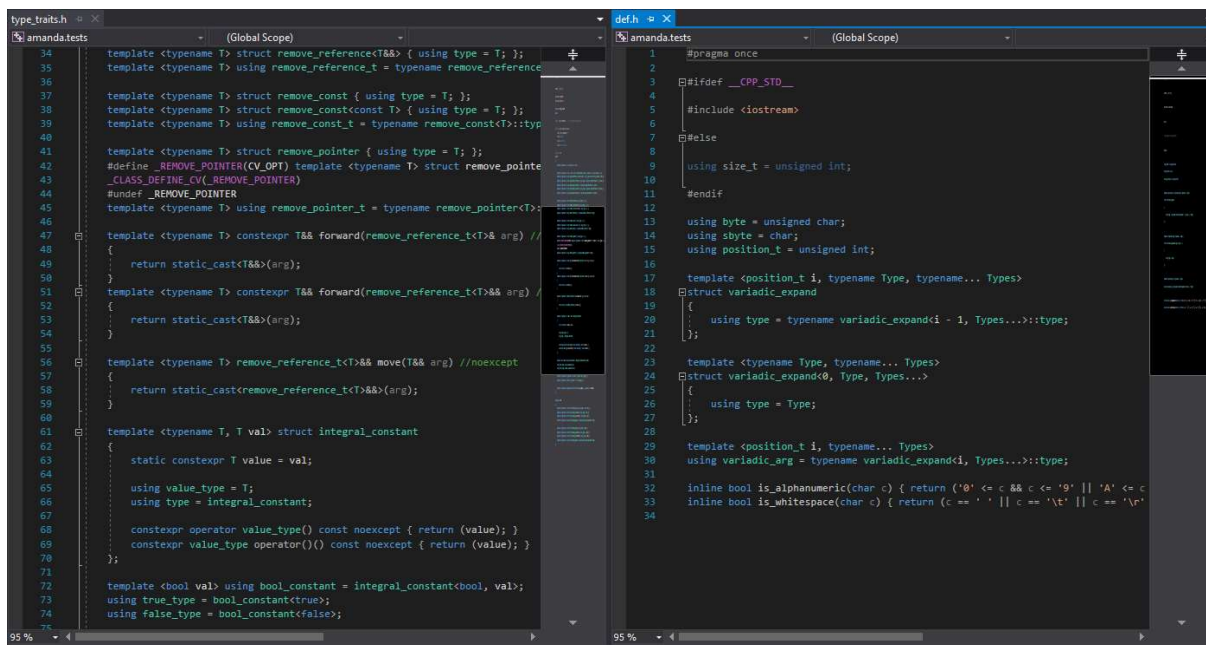 type_traits.h
amanda.tests (Global Scope)
34 template <typename T> struct remove_reference<T&&> { using type = T; };
35 template <typename T> using remove_reference_t = typename remove_reference
36
37 template <typename T> struct remove_const { using type = T; };
38 template <typename T> struct remove_const<const T> { using type = T; };
39 template <typename T> using remove_const_t = typename remove_const<T>::typ
40
41 template <typename T> struct remove_pointer { using type = T; };
42 #define _REMOVE_POINTER(CV_OPT) template <typename T> struct remove_pointe
43 _CLASS_DEFINE_CV(_REMOVE_POINTER)
44 #undef _REMOVE_POINTER
45 template <typename T> using remove_pointer_t = typename remove_pointer<T>:
46
47 template <typename T> constexpr T&& forward(remove_reference_t<T>& arg) //
48 {
49 return static_cast<T&&>(arg);
50 }
51 template <typename T> constexpr T&& forward(remove_reference_t<T>&& arg) /
52 {
53 return static_cast<T&&>(arg);
54 }
55
56 template <typename T> remove_reference_t<T>&& move(T&& arg) //noexcept
57 {
58 return static_cast<remove_reference_t<T>&&>(arg);
59 }
60
61 template <typename T, T val> struct integral_constant
62 {
63 static constexpr T value = val;
64
65 using value_type = T;
66 using type = integral_constant;
67
68 constexpr operator value_type() const noexcept { return (value); }
69 constexpr value_type operator()() const noexcept { return (value); }
70 };
71
72 template <bool val> using bool_constant = integral_constant<bool, val>;
73 using true_type = bool_constant<true>;
74 using false_type = bool_constant<false>;
75
95 %
def.h
amanda.tests (Global Scope)
1 #pragma once
2
3 #ifdef __CPP_STD__
4
5 #include <iostream>
6
7 #else
8
9 using size_t = unsigned int;
10
11 #endif
12
13 using byte = unsigned char;
14 using sbyte = char;
15 using position_t = unsigned int;
16
17 template <position_t i, typename Type, typename... Types>
18 struct variadic_expand
19 {
20 using type = typename variadic_expand<i - 1, Types...>::type;
21 };
22
23 template <typename Type, typename... Types>
24 struct variadic_expand<0, Type, Types...>
25 {
26 using type = Type;
27 };
28
29 template <position_t i, typename... Types>
30 using variadic_arg = typename variadic_expand<i, Types...>::type;
31
32 inline bool is_alphanumeric(char c) { return ('0' <= c && c <= '9' || 'A' <= c
33 inline bool is_whitespace(char c) { return (c == ' ' || c == '\t' || c == '\r'
34
95 %